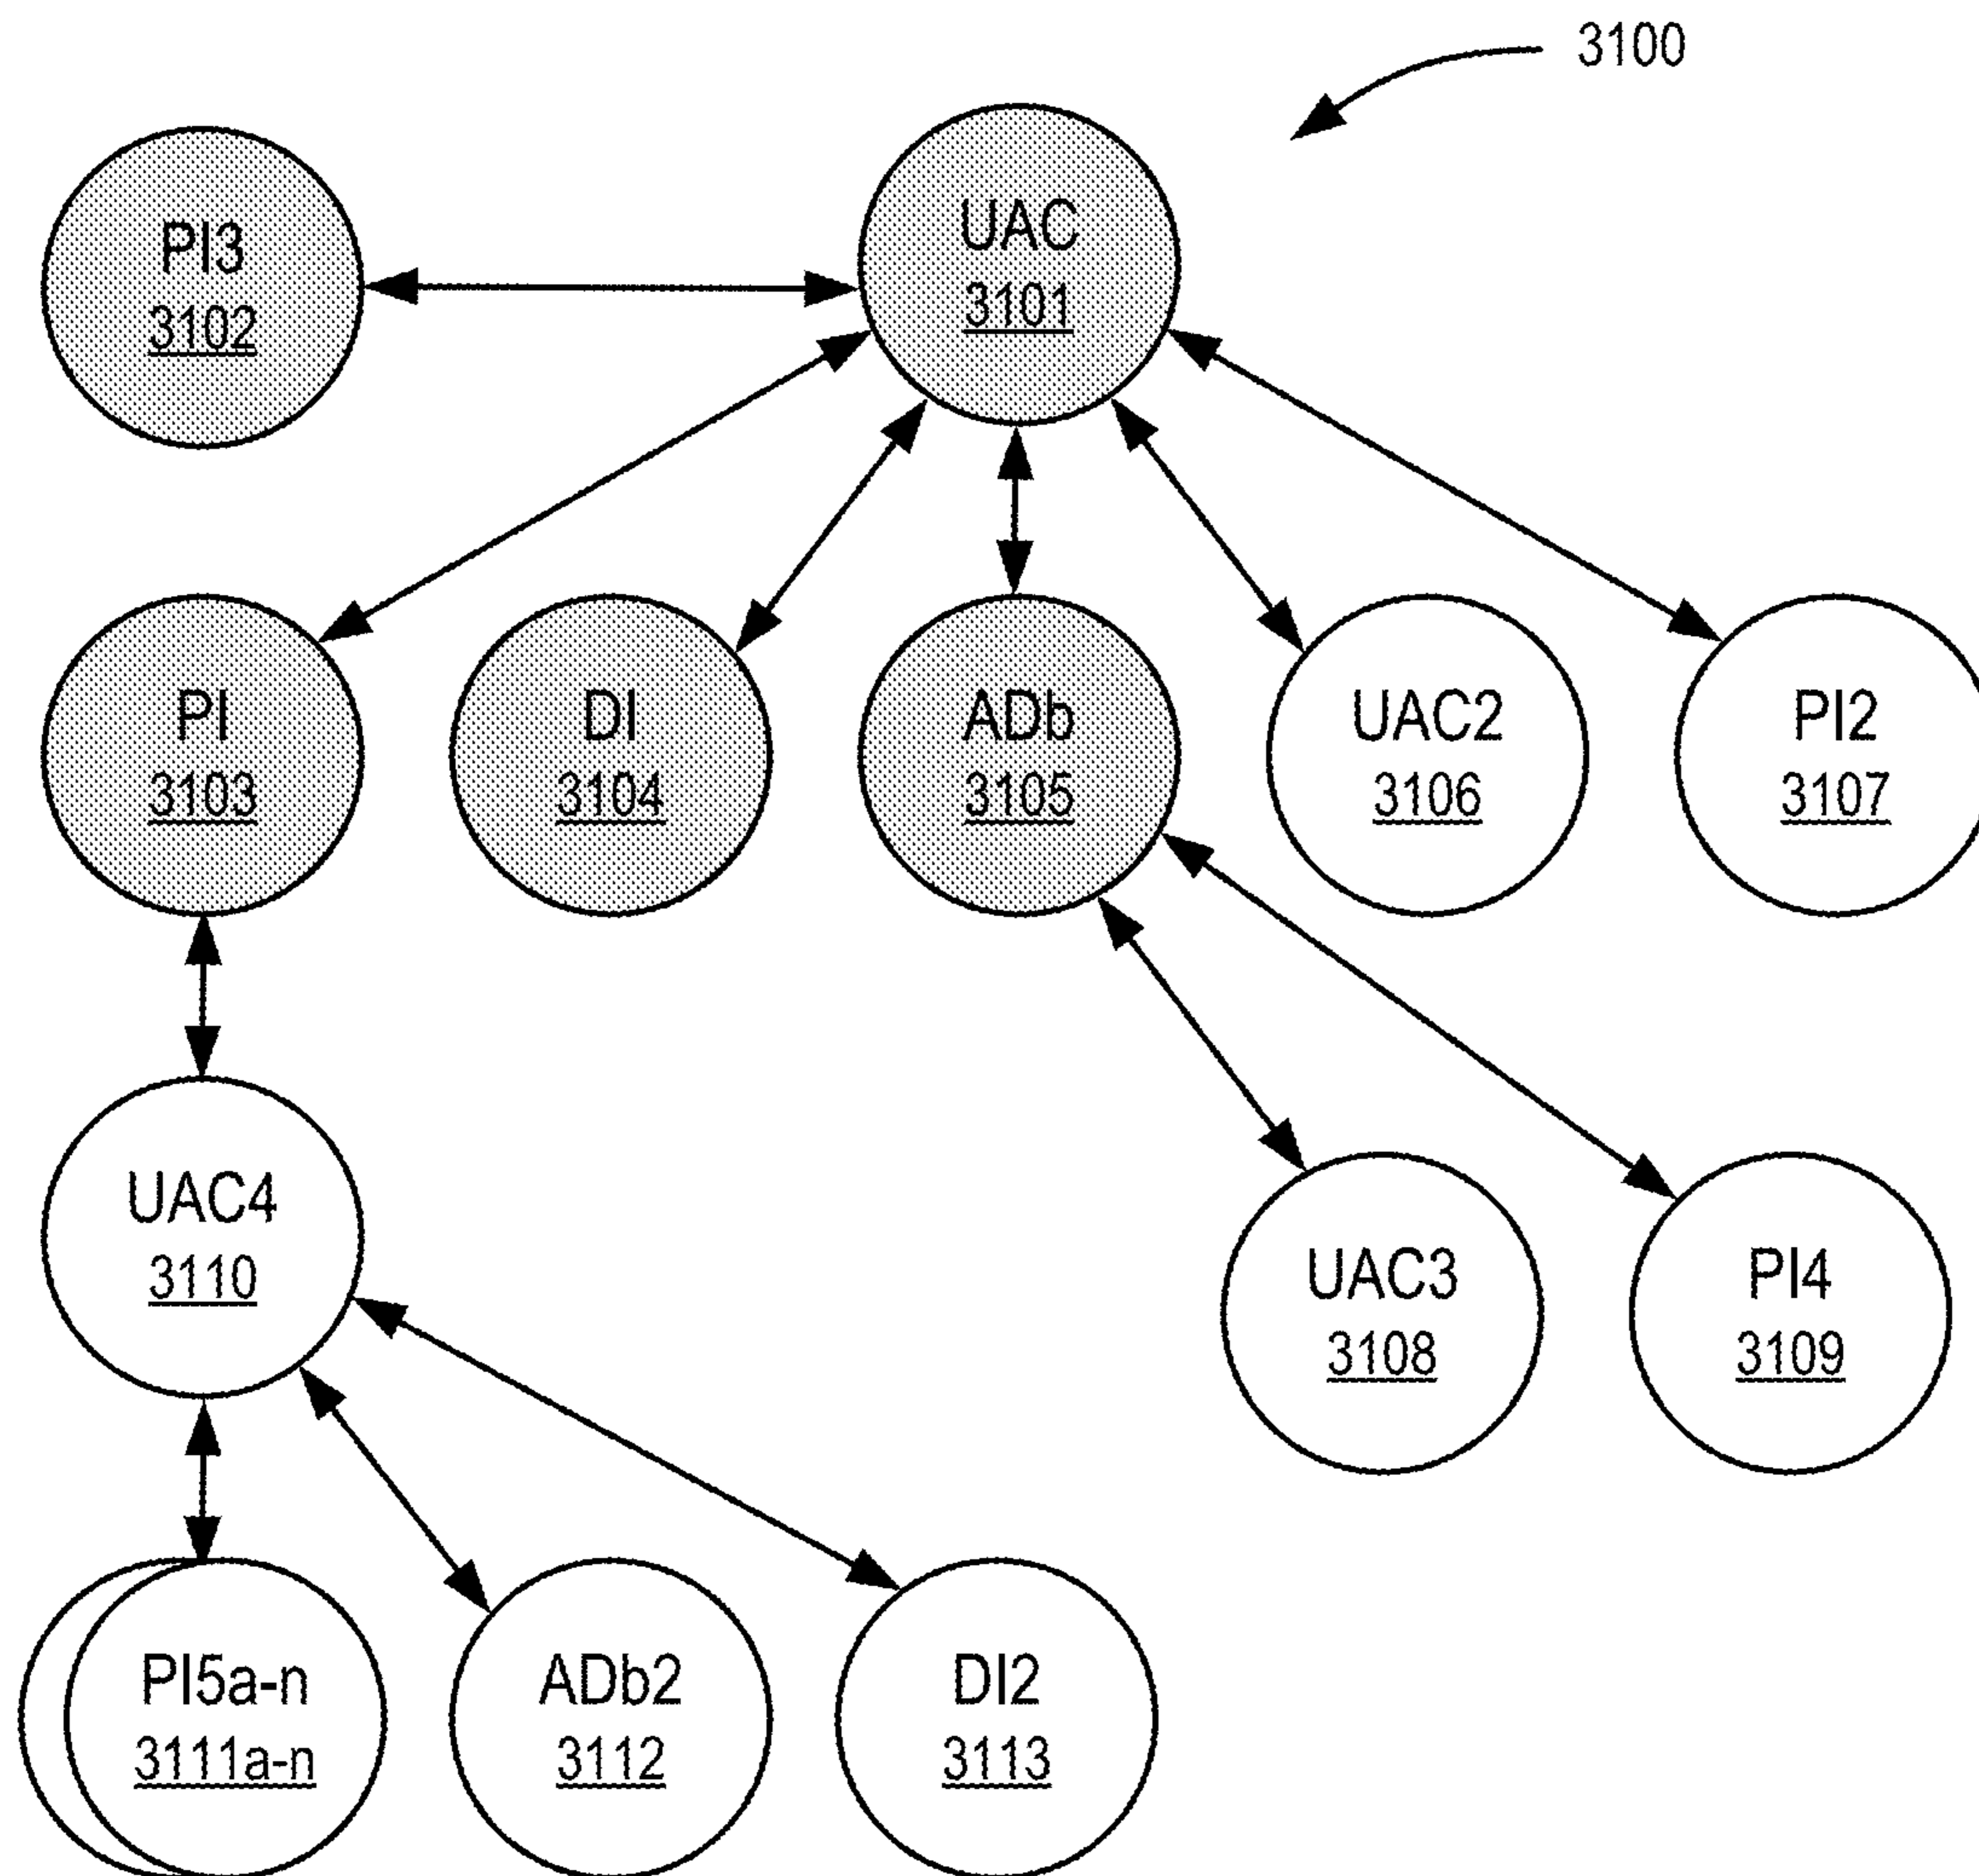 3100
UAC
3101
PI3
3102
PI
3103
DI
3104
ADb
3105
UAC2
3106
PI2
3107
UAC4
3110
UAC3
3108
PI4
3109
PI5a-n
3111a-n
ADb2
3112
DI2
3113